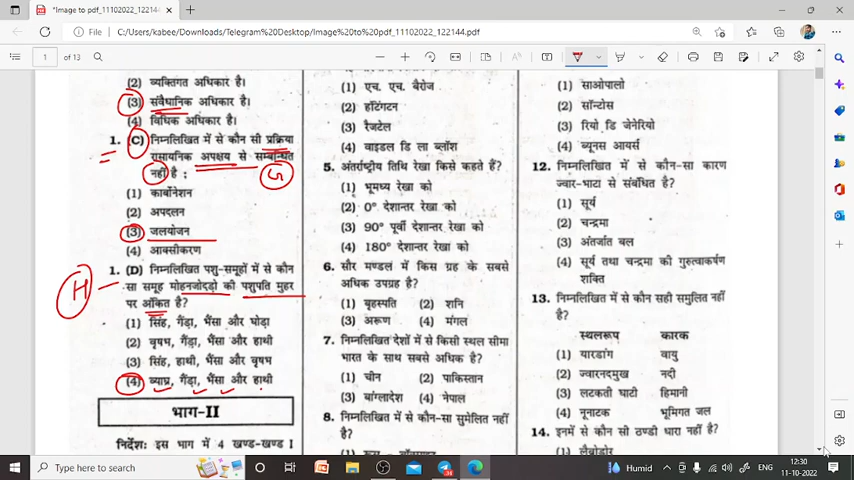 *Image to pdf_11102022_122144
File | C:/Users/kabee/Downloads/Telegram%20Desktop/Image%20to%20pdf_11102022_122144.pdf
1 of 13
(2) व्यक्तिगत अधिकार है।
(3) संवैधानिक अधिकार है।
(4) विधिक अधिकार है।
1. (C) निम्नलिखित में से कौन सी प्रक्रिया
रासायनिक अपक्षय से सम्बन्धित
नहीं है :
G
(1) कार्बोनेशन
(2) अपदलन
(3) जलयोजन
(4) आक्सीकरण
H
1. (D) निम्नलिखित पशु-समूहों में से कौन
सा समूह मोहनजोदड़ो की पशुपति मुहर
पर अंकित है?
(1) सिंह, गैंड़ा, भैंसा और घोड़ा
(2) वृषभ, गैंड़ा, भैंसा और हाथी
(3) सिंह, हाथी, भैंसा और वृषभ
(4) व्याघ्र, गैंड़ा, भैंसा और हाथी
भाग-II
निर्देश: इस भाग में 4 खण्ड-खण्ड I
(1) एच. एच. बैरोज
(2) हंटिंगटन
(3) रैजटेल
(4) वाइडल डि ला ब्लॉश
5. अंतर्राष्ट्रीय तिथि रेखा किसे कहते हैं?
(1) भूमध्य रेखा को
(2) 0° देशान्तर रेखा को
(3) 90° पूर्वी देशान्तर रेखा को
(4) 180° देशान्तर रेखा को
6. सौर मण्डल में किस ग्रह के सबसे
अधिक उपग्रह है?
(1) बृहस्पति (2) शनि
(3) अरूण (4) मंगल
7. निम्नलिखित देशों में से किसी स्थल सीमा
भारत के साथ सबसे अधिक है?
(1) चीन (2) पाकिस्तान
(3) बांग्लादेश (4) नेपाल
8. निम्नलिखित में से कौन-सा सुमेलित नहीं
है?
(1) साओपालो
(2) सॉन्टोस
(3) रियो डि जेनेरियो
(4) ब्यूनस आयर्स
12. निम्नलिखित में से कौन-सा कारण
ज्वार-भाटा से संबंधित है?
(1) सूर्य
(2) चन्द्रमा
(3) अंतर्जात बल
(4) सूर्य तथा चन्द्रमा की गुरुत्वाकर्षण
शक्ति
13. निम्नलिखित में से कौन सही सुमलित नहीं
है?
स्थलरूप कारक
(1) यारडांग वायु
(2) ज्वारनदमुख नदी
(3) लटकती घाटी हिमानी
(4) नूनाटक भूमिगत जल
14. इनमें से कौन सी ठण्डी धारा नहीं है?
(1) लैब्रोडोर
Type here to search
Humid
ENG
12:30
11-10-2022